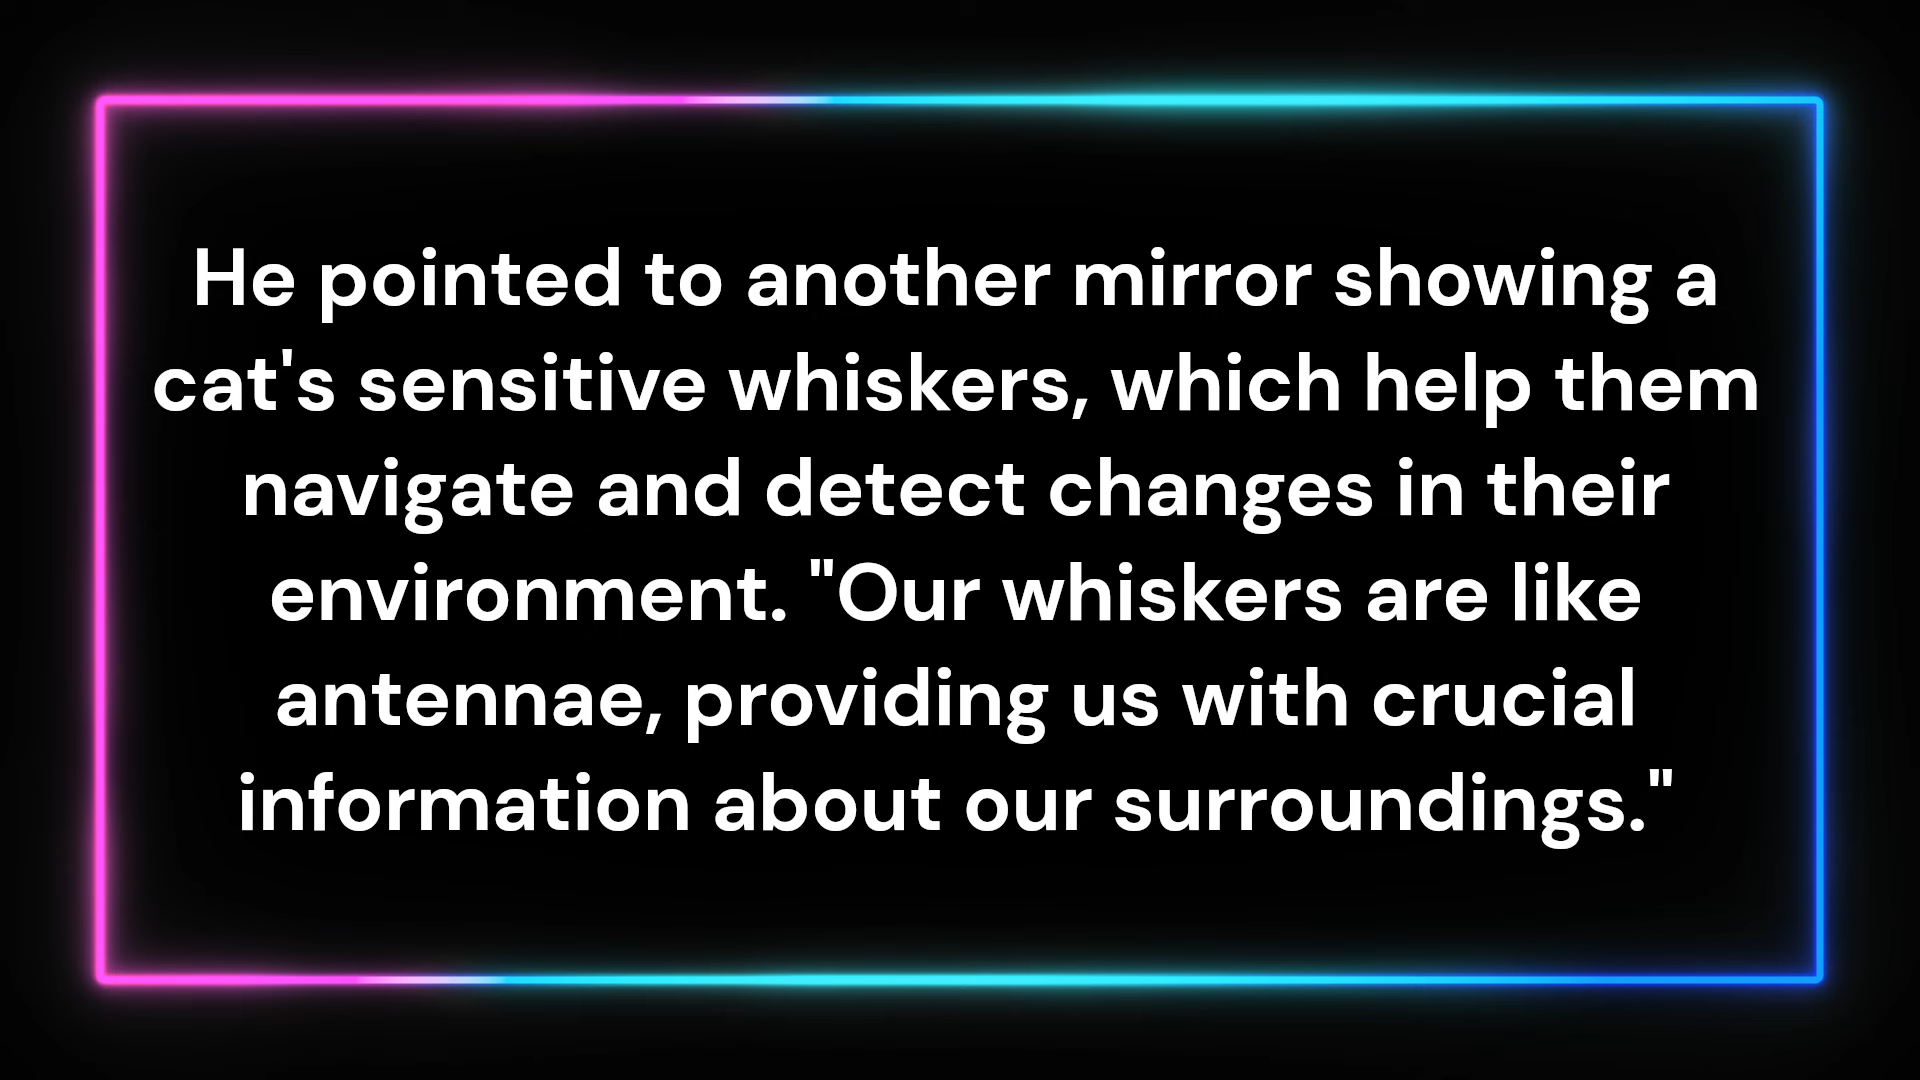 He pointed to another mirror showing a
cat's sensitive whiskers, which help them
navigate and detect changes in their
environment. "Our whiskers are like
antennae, providing us with crucial
information about our surroundings."